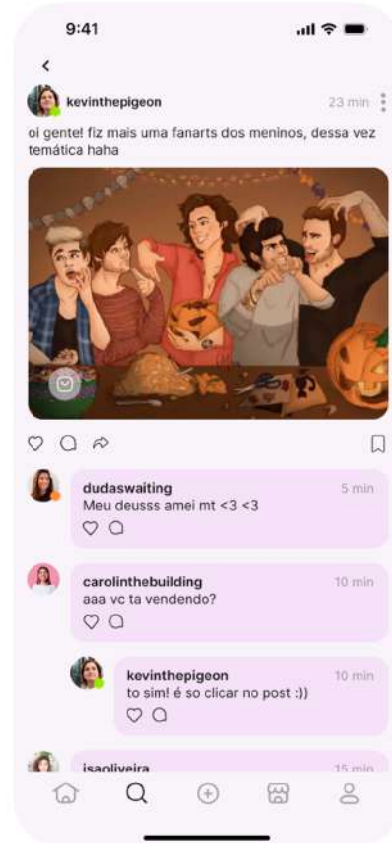 9:41
kevinthepigeon 23 min
oi gente! fiz mais uma fanarts dos meninos, dessa vez
temática haha
dudaswaiting 5 min
Meu deusss amei mt <3 <3
carolinthebuilding 10 min
aaa vc ta vendendo?
kevinthepigeon 10 min
to sim! é so clicar no post :))
isaoliveira 15 min